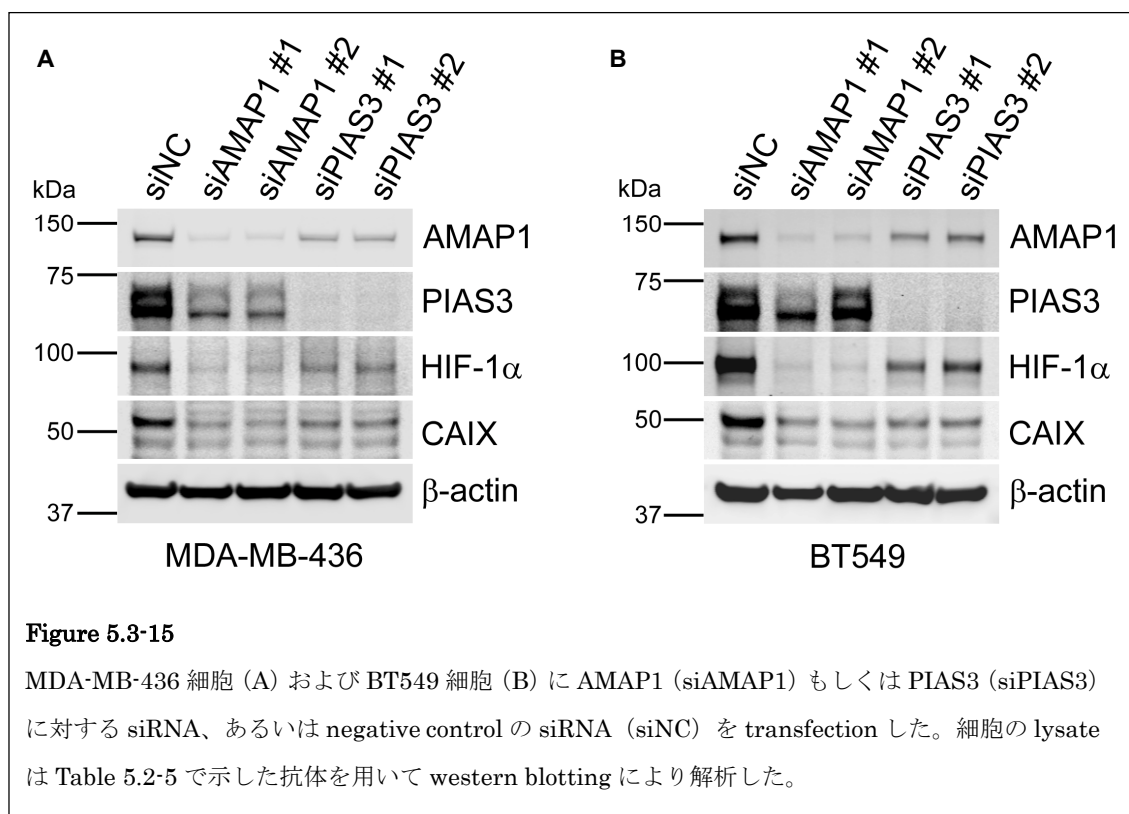 A
siNC
siAMAP1 #1
siAMAP1 #2
siPIAS3 #1
siPIAS3 #2
kDa
150
AMAP1
75
PIAS3
100
HIF-1α
50
CAIX
β-actin
37
MDA-MB-436
B
siNC
siAMAP1 #1
siAMAP1 #2
siPIAS3 #1
siPIAS3 #2
kDa
150
AMAP1
75
PIAS3
100
HIF-1α
50
CAIX
β-actin
37
BT549
Figure 5.3-15
MDA-MB-436 細胞（A）および BT549 細胞（B）に AMAP1（siAMAP1）もしくは PIAS3（siPIAS3）
に対する siRNA、あるいは negative control の siRNA（siNC）を transfection した。細胞の lysate
は Table 5.2-5 で示した抗体を用いて western blotting により解析した。